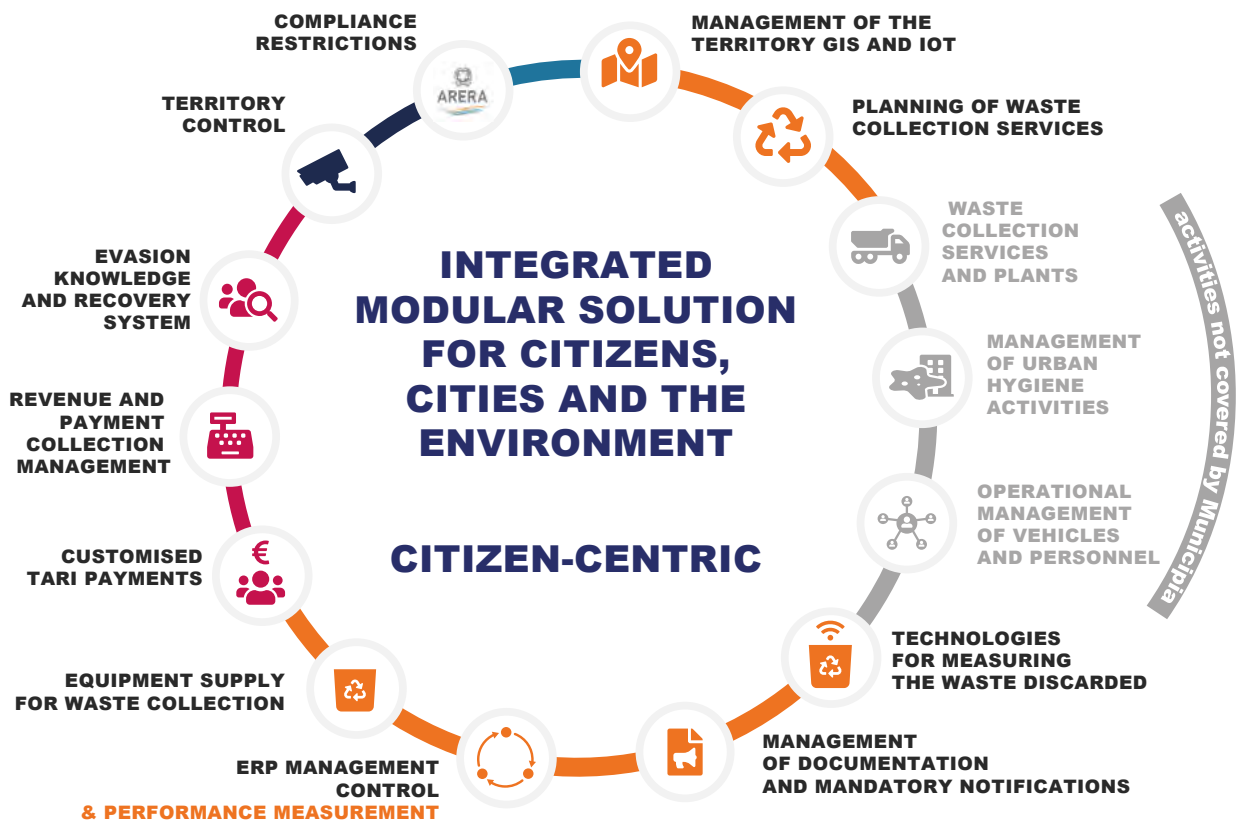 COMPLIANCE
RESTRICTIONS
MANAGEMENT OF THE
TERRITORY GIS AND IOT
ARERA
TERRITORY
CONTROL
PLANNING OF WASTE
COLLECTION SERVICES
WASTE
COLLECTION
SERVICES
AND PLANTS
activities not covered by Municipia
EVASION
KNOWLEDGE
AND RECOVERY
SYSTEM
INTEGRATED
MODULAR SOLUTION
FOR CITIZENS,
CITIES AND THE
ENVIRONMENT
MANAGEMENT
OF URBAN
HYGIENE
ACTIVITIES
REVENUE AND
PAYMENT
COLLECTION
MANAGEMENT
OPERATIONAL
MANAGEMENT
OF VEHICLES
AND PERSONNEL
CITIZEN-CENTRIC
CUSTOMISED
TARI PAYMENTS
€
TECHNOLOGIES
FOR MEASURING
THE WASTE DISCARDED
EQUIPMENT SUPPLY
FOR WASTE COLLECTION
MANAGEMENT
OF DOCUMENTATION
AND MANDATORY NOTIFICATIONS
ERP MANAGEMENT
CONTROL
& PERFORMANCE MEASUREMENT